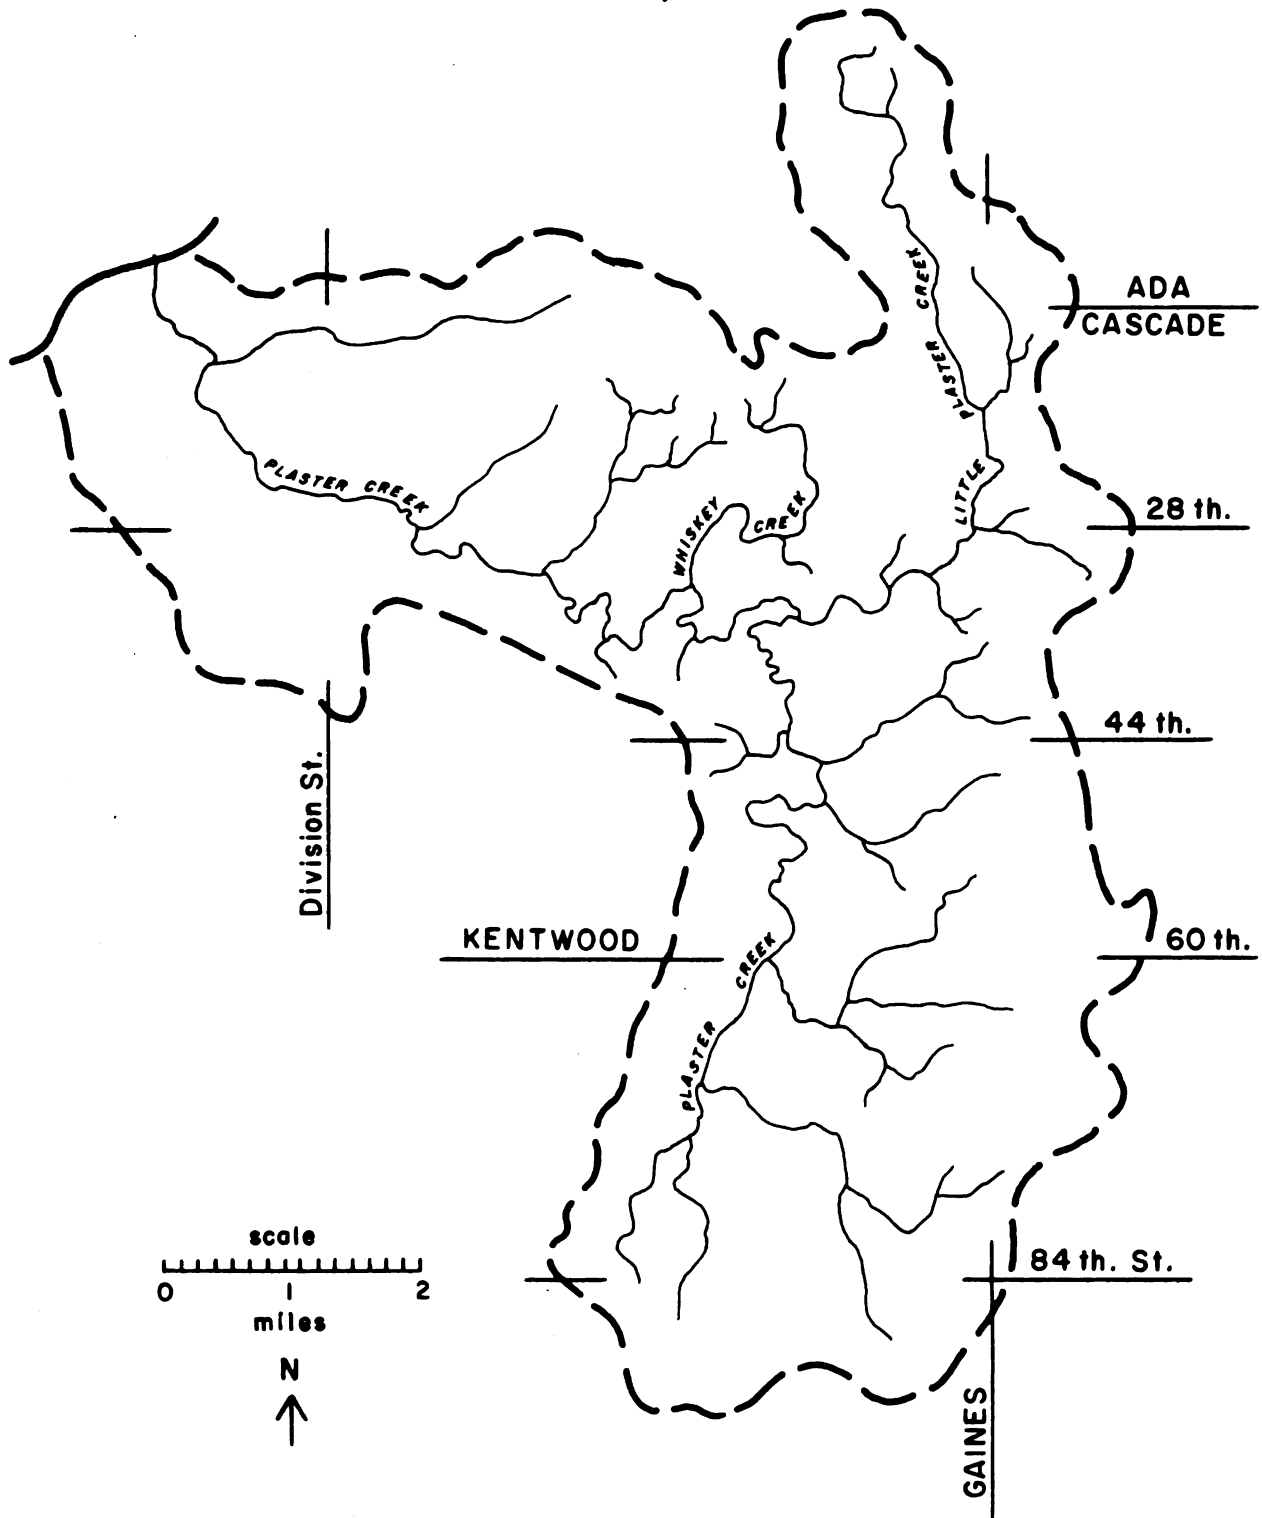 ADA
CASCADE
LITTLE PLASTER CREEK
PLASTER CREEK
WHISKEY CREEK
28 th.
44 th.
Division St.
KENTWOOD
60 th.
PLASTER CREEK
scale
0 1 2
miles
N
84 th. St.
GAINES